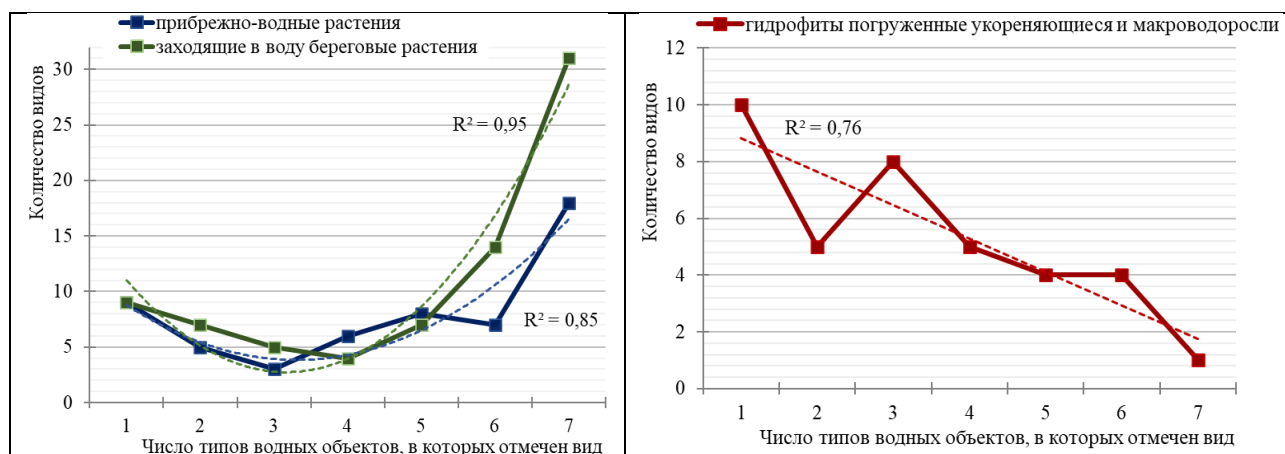 прибрежно-водные растения
заходящие в воду береговые растения
Количество видов
30
25
20
15
10
5
0
R² = 0,95
R² = 0,85
1 2 3 4 5 6 7
Число типов водных объектов, в которых отмечен вид
гидрофиты погруженные укореняющиеся и макроводоросли
Количество видов
12
10
8
6
4
2
0
R² = 0,76
1 2 3 4 5 6 7
Число типов водных объектов, в которых отмечен вид